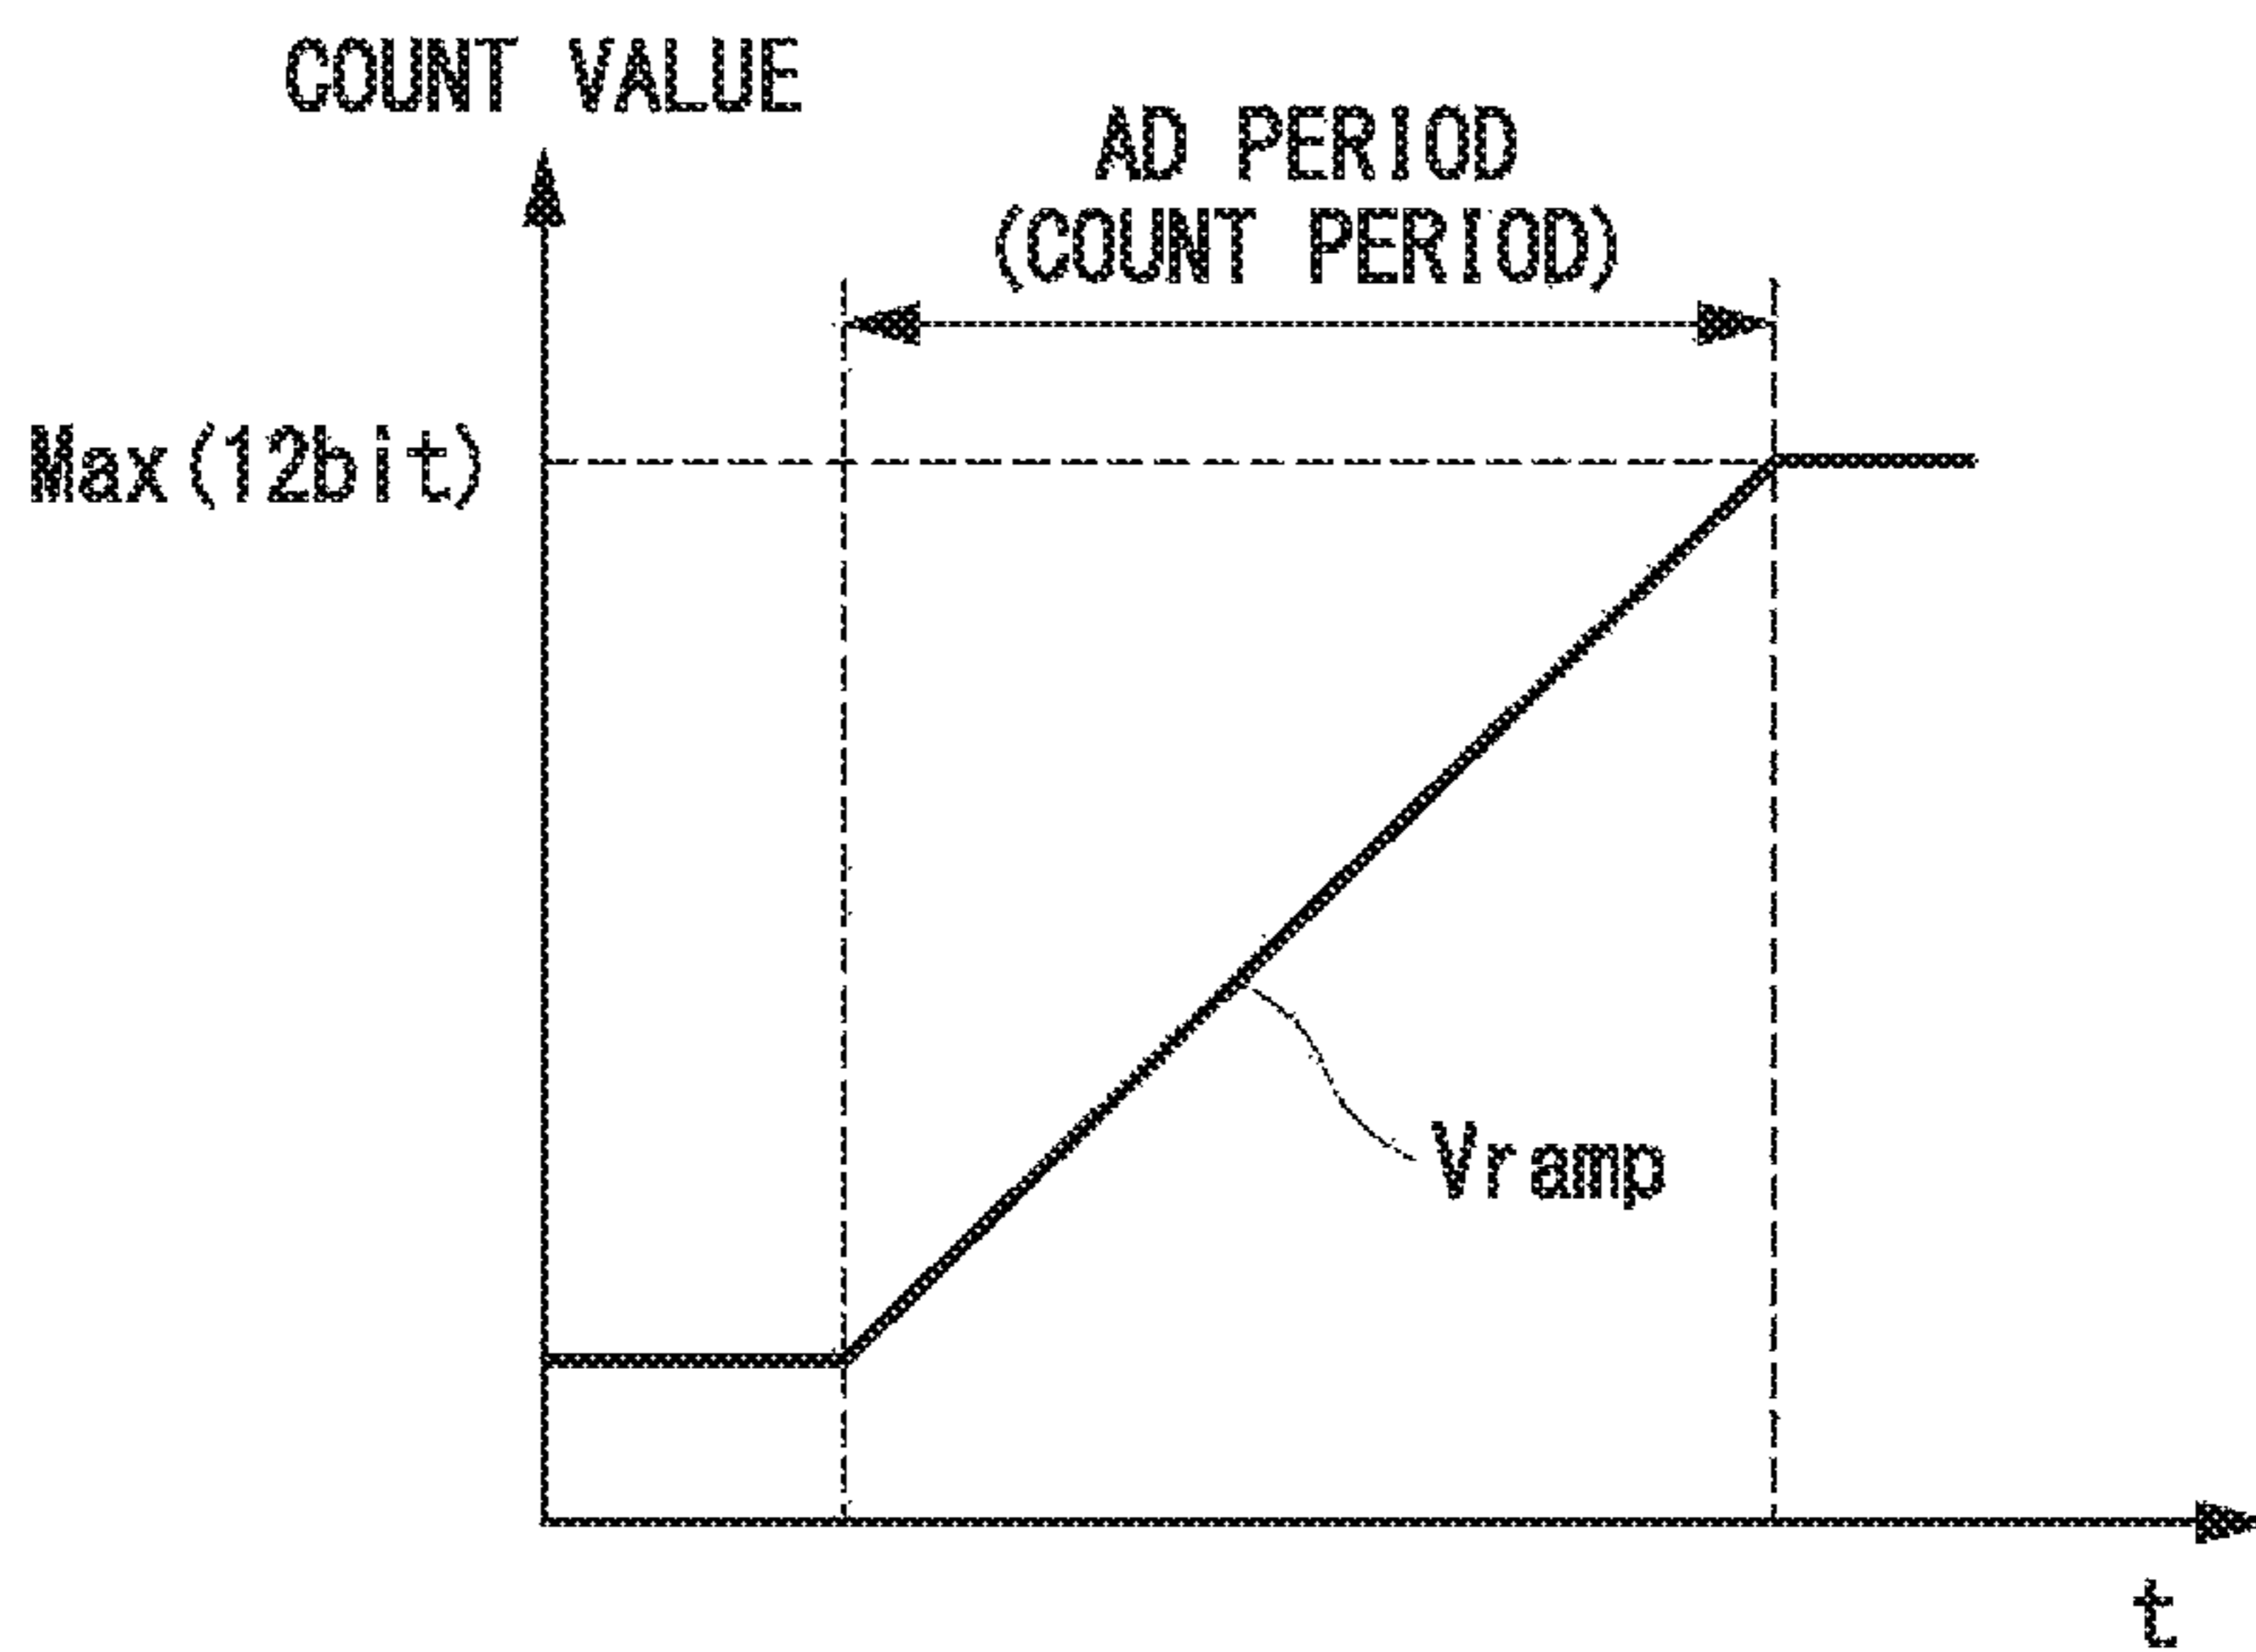 COUNT VALUE
AD PERIOD
(COUNT PERIOD)
Max(12bit)
Vramp
t